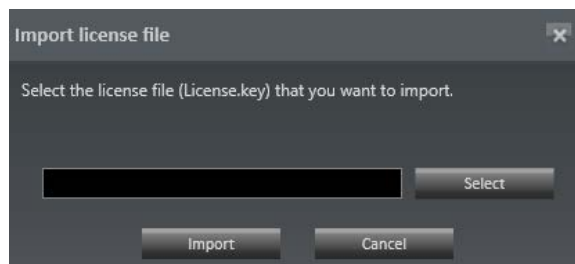 Import license file
Select the license file (License.key) that you want to import.
Select
Import Cancel